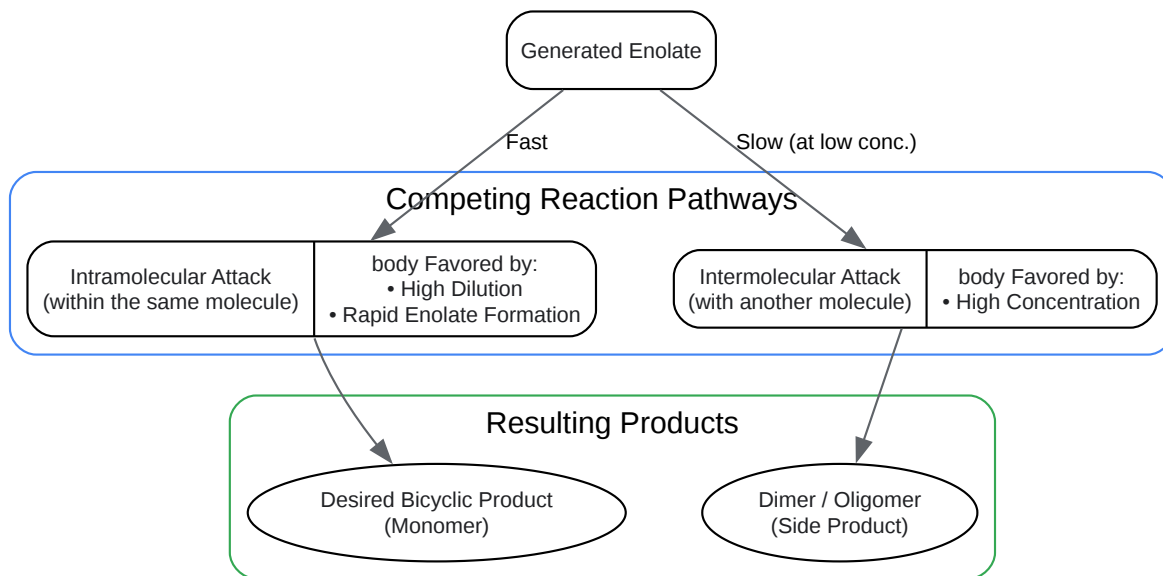 Generated Enolate
Fast
Slow (at low conc.)
Competing Reaction Pathways
Intramolecular Attack
(within the same molecule)
body Favored by:
• High Dilution
• Rapid Enolate Formation
Intermolecular Attack
(with another molecule)
body Favored by:
• High Concentration
Resulting Products
Desired Bicyclic Product
(Monomer)
Dimer / Oligomer
(Side Product)